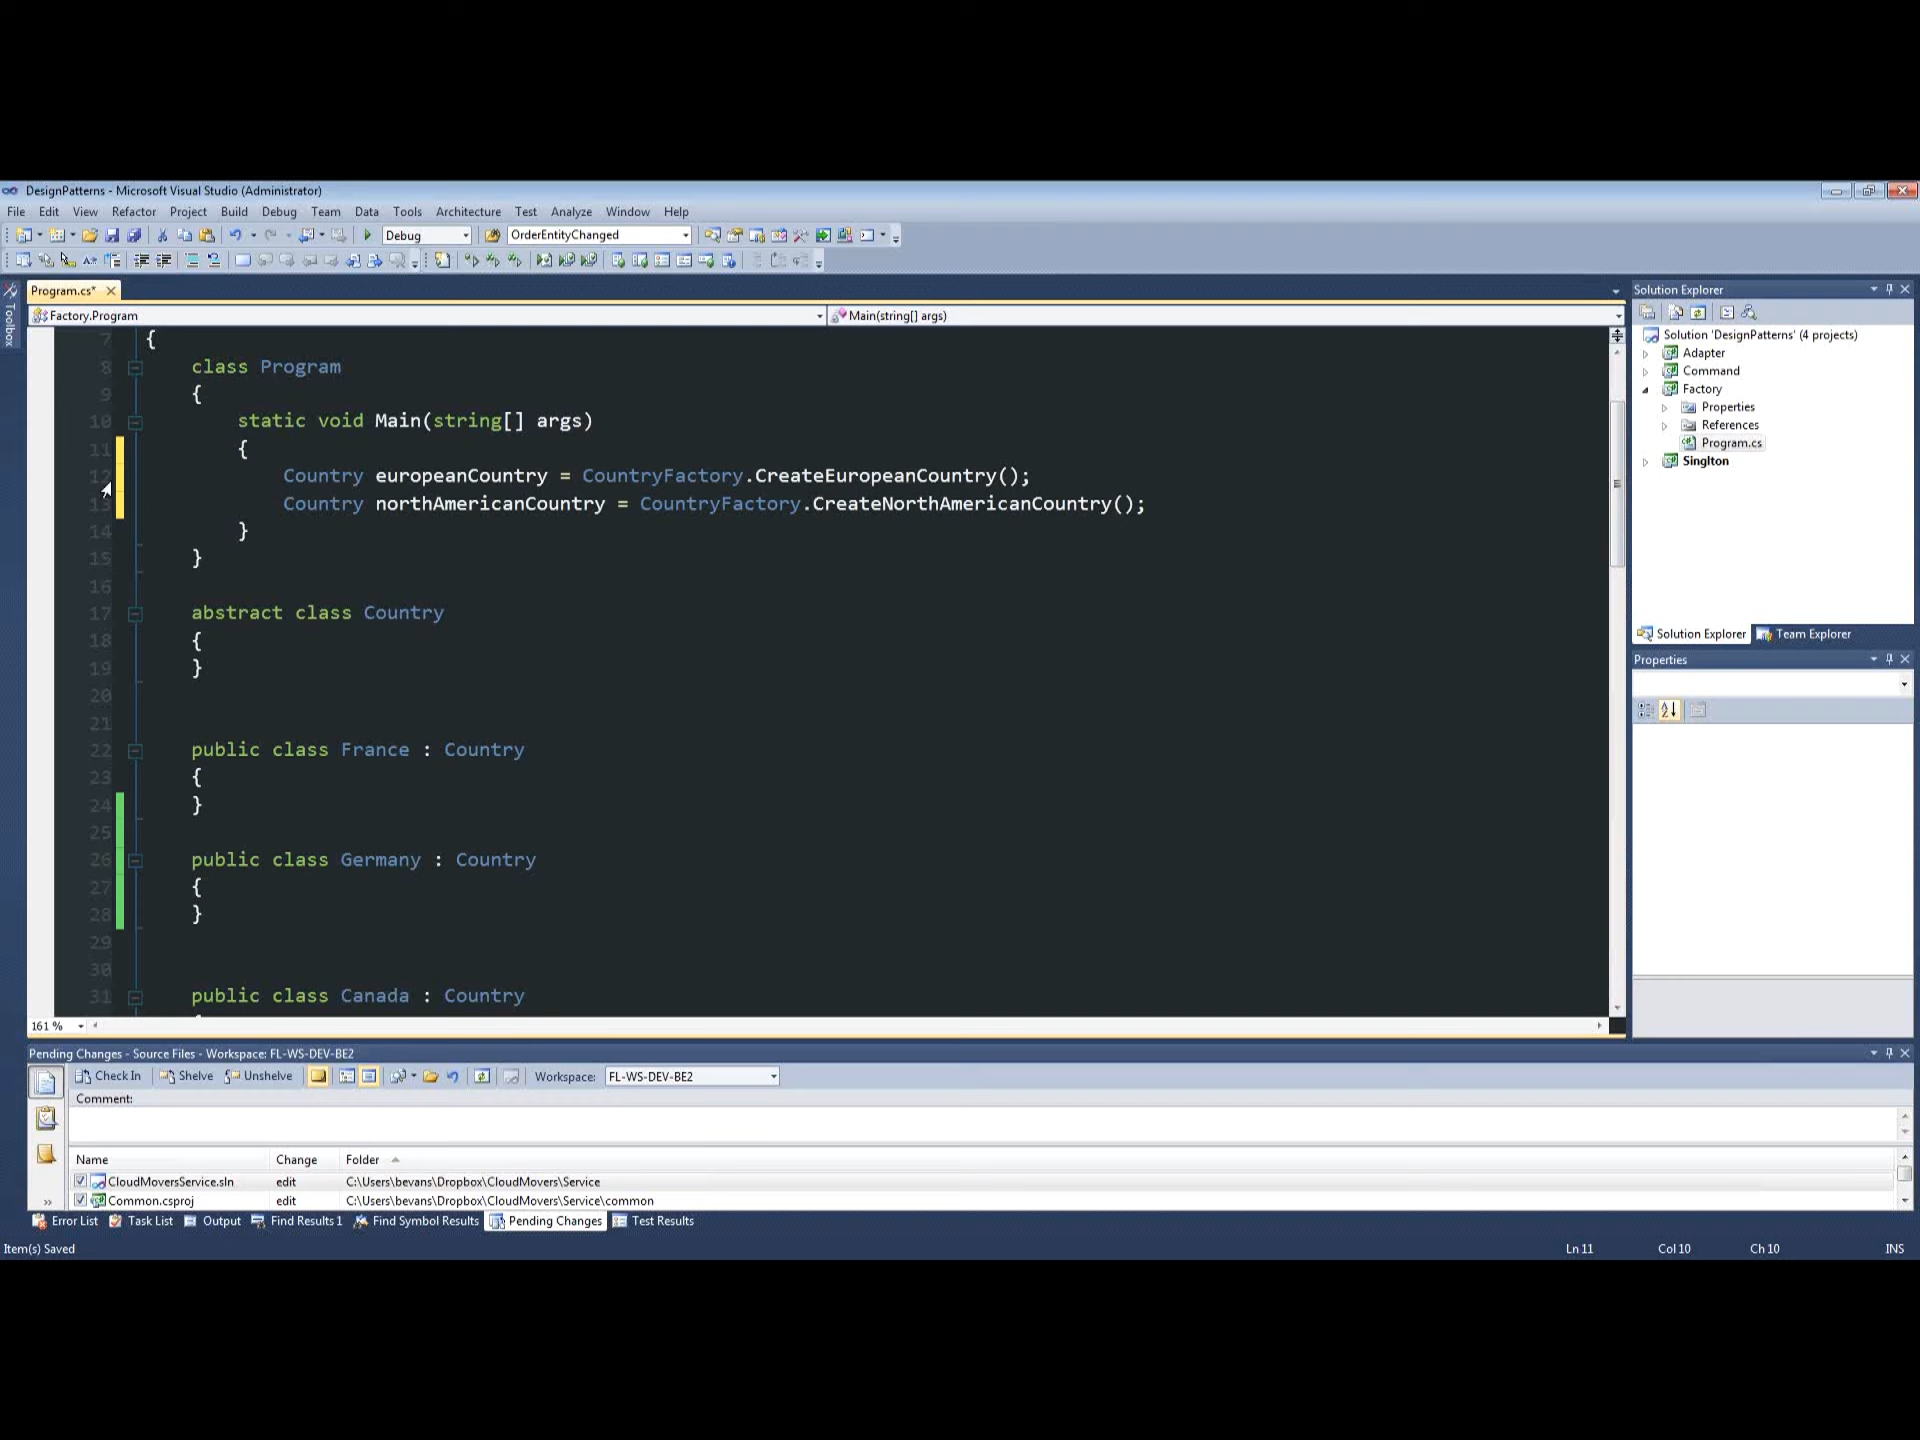 DesignPatterns - Microsoft Visual Studio (Administrator)
File Edit View Refactor Project Build Debug Team Data Tools Architecture Test Analyze Window Help
Debug OrderEntityChanged
Toolbox
Program.cs*
Factory.Program Main(string[] args)
7 {
8 class Program
9 {
10 static void Main(string[] args)
11 {
12 Country europeanCountry = CountryFactory.CreateEuropeanCountry();
13 Country northAmericanCountry = CountryFactory.CreateNorthAmericanCountry();
14 }
15 }
16
17 abstract class Country
18 {
19 }
20
21
22 public class France : Country
23 {
24 }
25
26 public class Germany : Country
27 {
28 }
29
30
31 public class Canada : Country
161 %
Solution Explorer
Solution 'DesignPatterns' (4 projects)
Adapter
Command
Factory
Properties
References
Program.cs
Singlton
Solution Explorer Team Explorer
Properties
Pending Changes - Source Files - Workspace: FL-WS-DEV-BE2
Check In Shelve Unshelve Workspace: FL-WS-DEV-BE2
Comment:
Name Change Folder
CloudMoversService.sln edit C:\Users\bevans\Dropbox\CloudMovers\Service
Common.csproj edit C:\Users\bevans\Dropbox\CloudMovers\Service\common
Error List Task List Output Find Results 1 Find Symbol Results Pending Changes Test Results
Item(s) Saved Ln 11 Col 10 Ch 10 INS